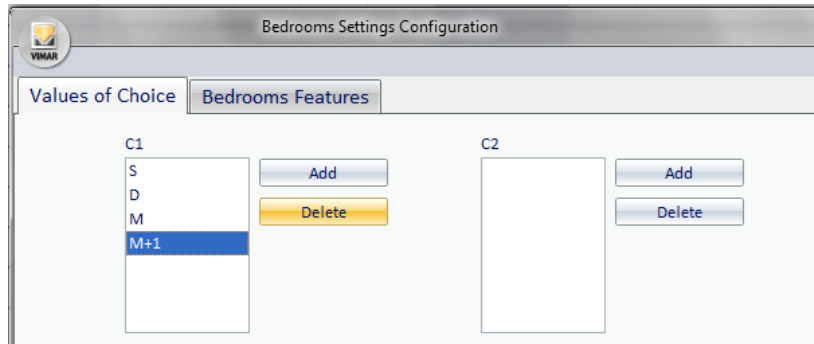 Bedrooms Settings Configuration
VIMAR
Values of Choice Bedrooms Features
C1 C2
S Add Add
D
Delete Delete
M
M+1